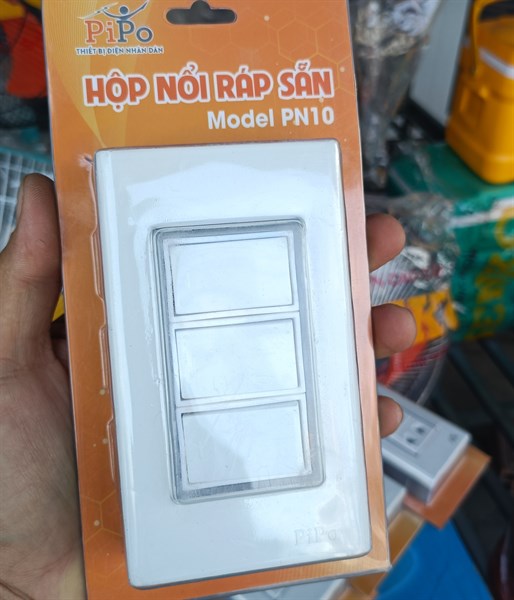 PiPo
THIẾT BỊ ĐIỆN NHÂN DÂN
HỘP NỔI RÁP SẴN
Model PN10
PiPo